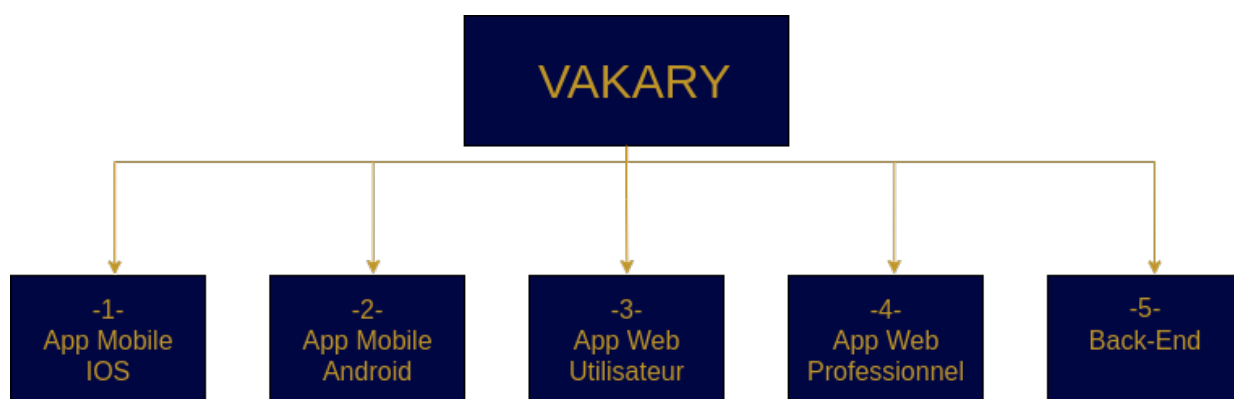 VAKARY
-1-
App Mobile
IOS
-2-
App Mobile
Android
-3-
App Web
Utilisateur
-4-
App Web
Professionnel
-5-
Back-End